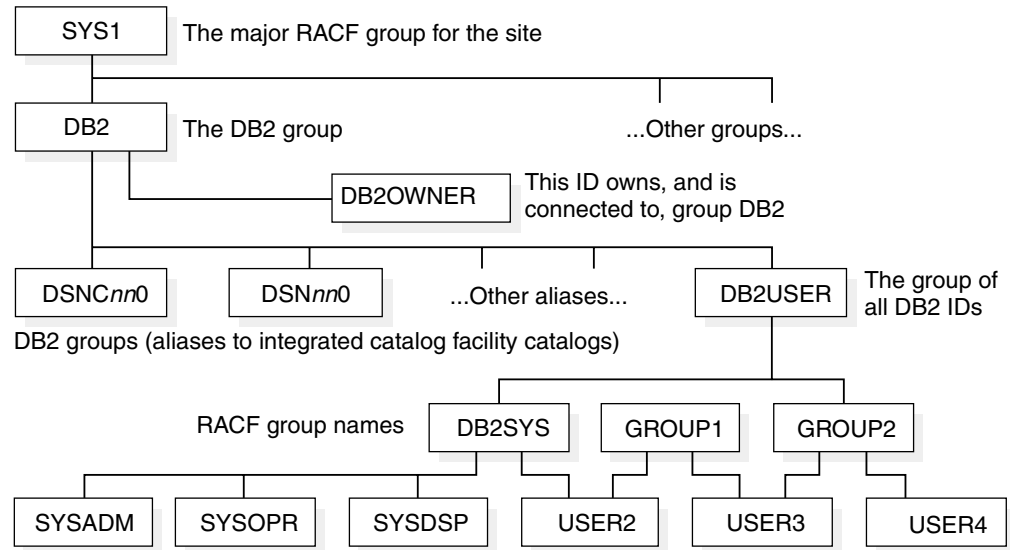 SYS1
The major RACF group for the site
DB2
The DB2 group
...Other groups...
DB2OWNER
This ID owns, and is
connected to, group DB2
DSNCnn0
DSNnn0
...Other aliases...
DB2USER
The group of
all DB2 IDs
DB2 groups (aliases to integrated catalog facility catalogs)
RACF group names
DB2SYS
GROUP1
GROUP2
SYSADM
SYSOPR
SYSDSP
USER2
USER3
USER4